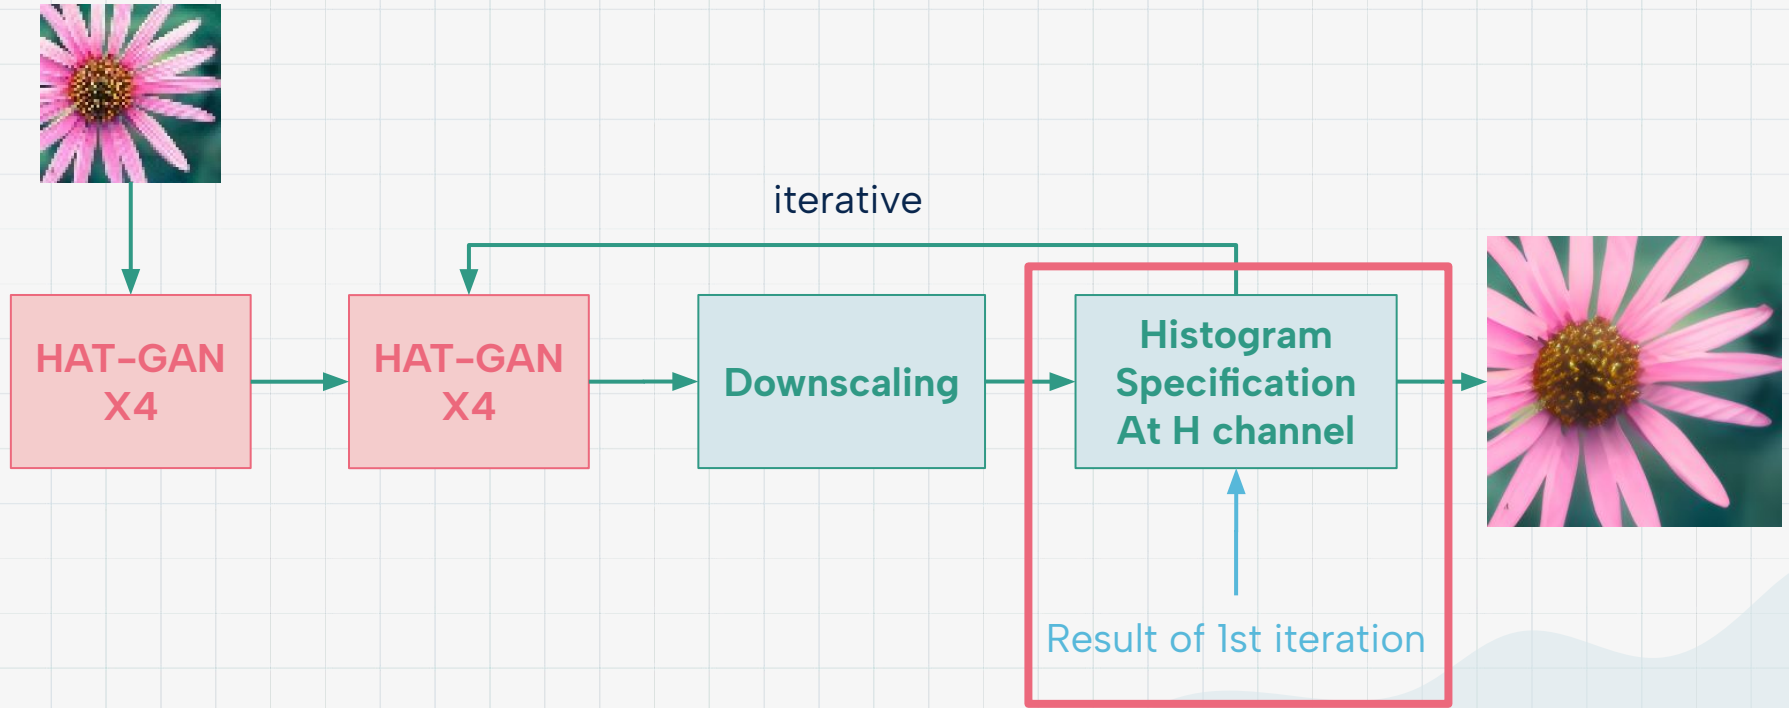 iterative
HAT-GAN
X4
HAT-GAN
X4
Downscaling
Histogram
Specification
At H channel
Result of 1st iteration